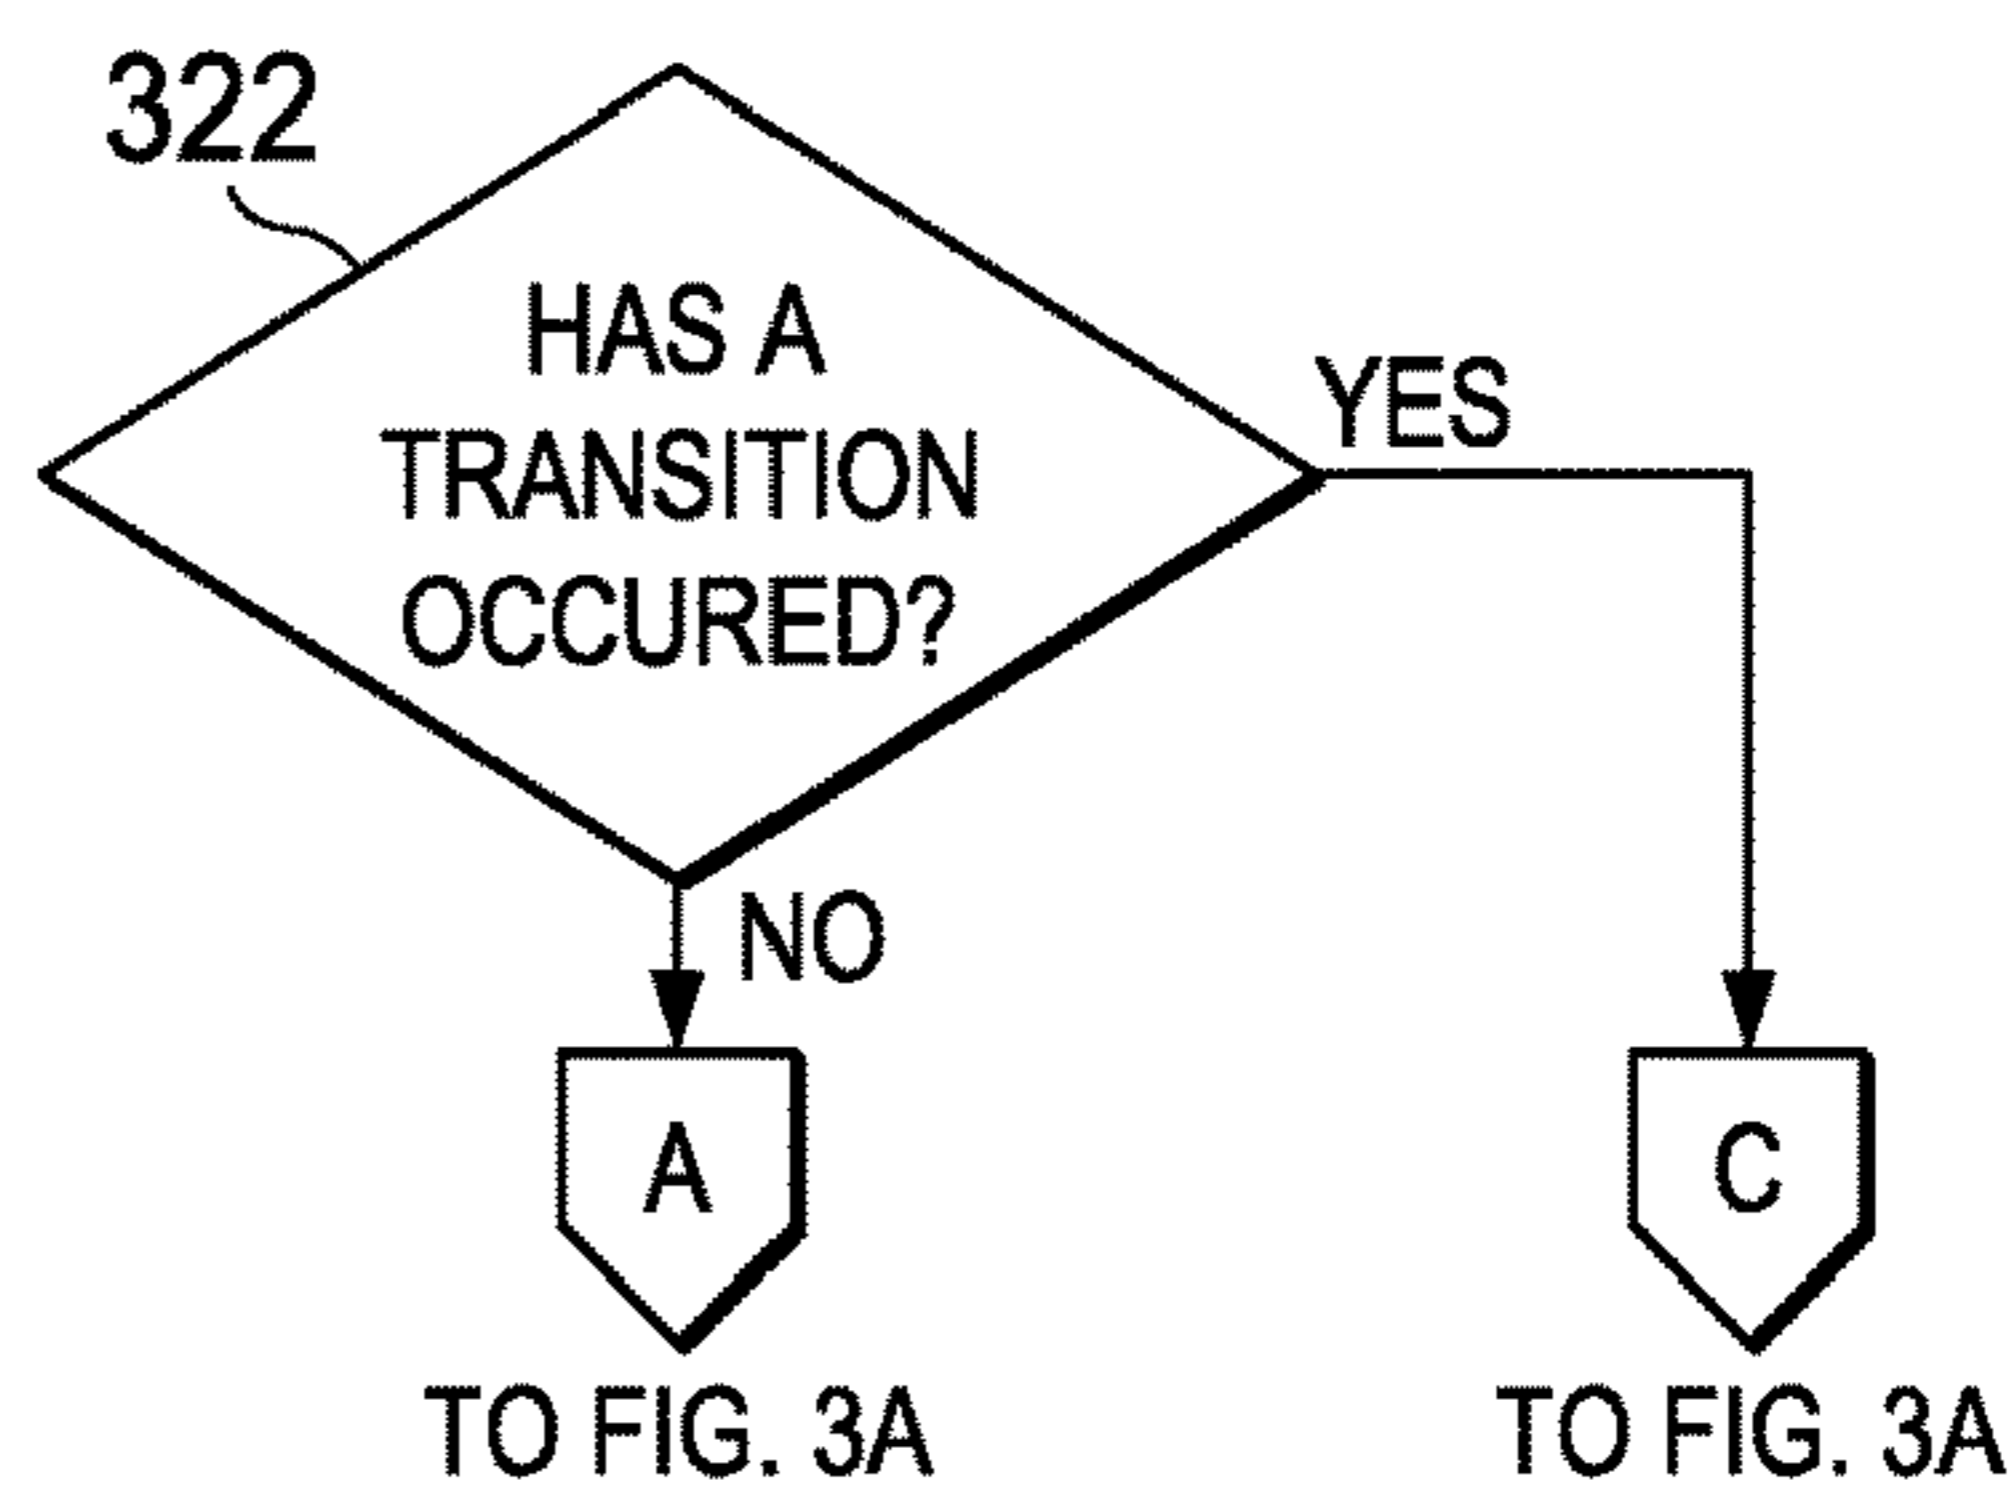 322
HAS A
TRANSITION
OCCURED?
YES
NO
A
C
TO FIG. 3A
TO FIG. 3A